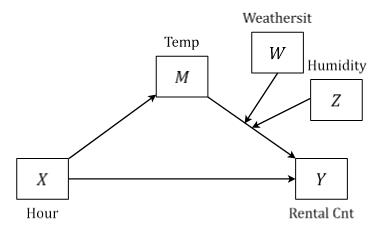 Weathersit
W
Temp
M
Humidity
Z
X
Y
Hour
Rental Cnt